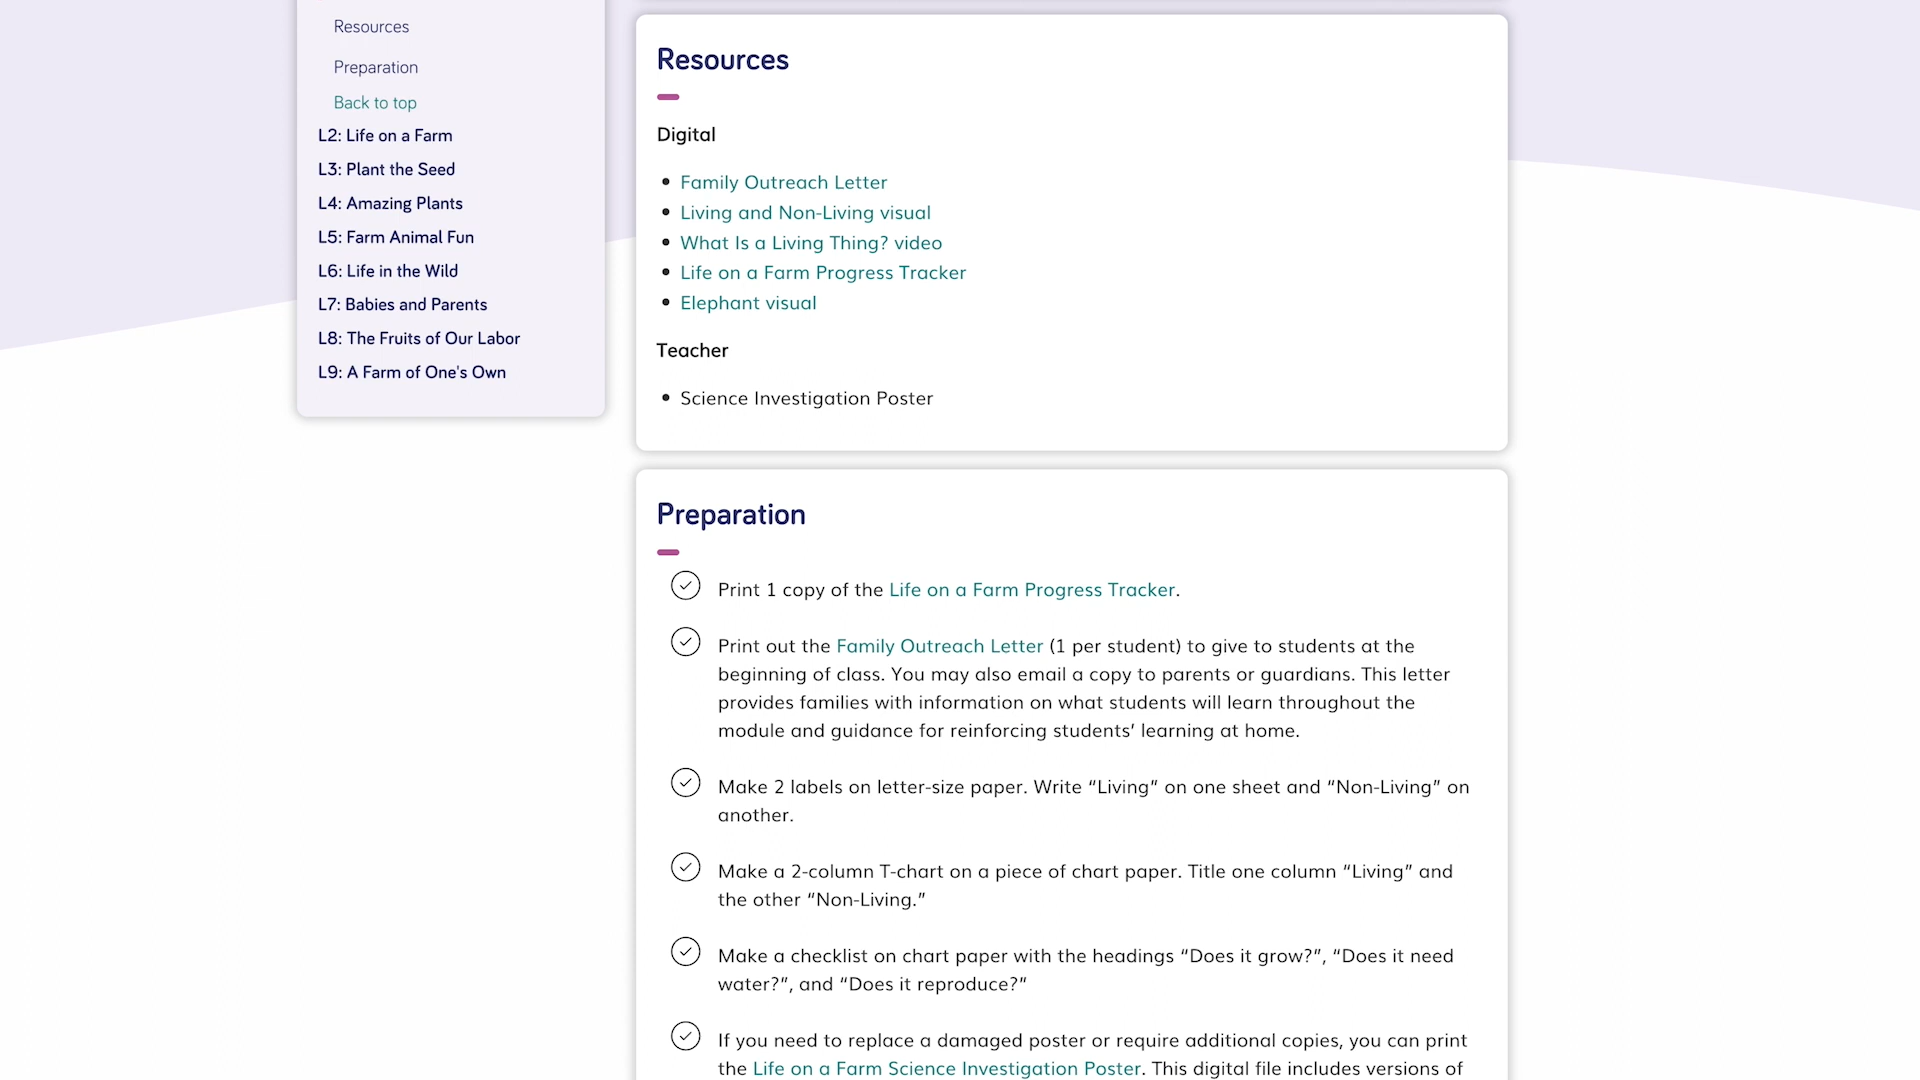 Resources
Preparation
Back to top
L2: Life on a Farm
L3: Plant the Seed
L4: Amazing Plants
L5: Farm Animal Fun
L6: Life in the Wild
L7: Babies and Parents
L8: The Fruits of Our Labor
L9: A Farm of One's Own
Resources
Digital
Family Outreach Letter
Living and Non-Living visual
What Is a Living Thing? video
Life on a Farm Progress Tracker
Elephant visual
Teacher
Science Investigation Poster
Preparation
Print 1 copy of the Life on a Farm Progress Tracker.
Print out the Family Outreach Letter (1 per student) to give to students at the
beginning of class. You may also email a copy to parents or guardians. This letter
provides families with information on what students will learn throughout the
module and guidance for reinforcing students’ learning at home.
Make 2 labels on letter-size paper. Write “Living” on one sheet and “Non-Living” on
another.
Make a 2-column T-chart on a piece of chart paper. Title one column “Living” and
the other “Non-Living.”
Make a checklist on chart paper with the headings “Does it grow?”, “Does it need
water?”, and “Does it reproduce?”
If you need to replace a damaged poster or require additional copies, you can print
the Life on a Farm Science Investigation Poster. This digital file includes versions of